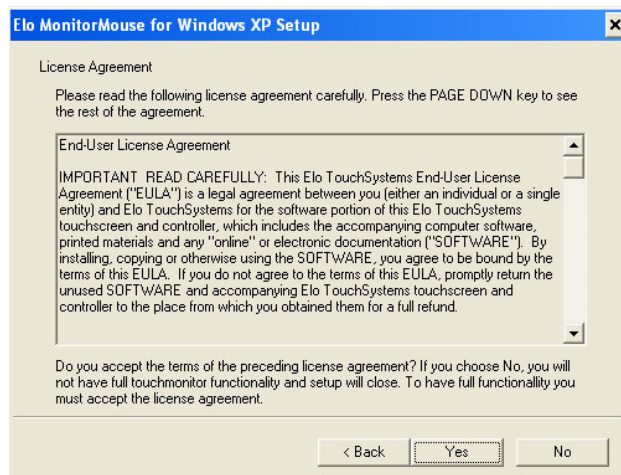 Elo MonitorMouse for Windows XP Setup
License Agreement
Please read the following license agreement carefully. Press the PAGE DOWN key to see
the rest of the agreement.
End-User License Agreement
IMPORTANT  READ CAREFULLY:  This Elo TouchSystems End-User License
Agreement ("EULA") is a legal agreement between you (either an individual or a single
entity) and Elo TouchSystems for the software portion of this Elo TouchSystems
touchscreen and controller, which includes the accompanying computer software,
printed materials and any "online" or electronic documentation ("SOFTWARE").  By
installing, copying or otherwise using the SOFTWARE, you agree to be bound by the
terms of this EULA.  If you do not agree to the terms of this EULA, promptly return the
unused SOFTWARE and accompanying Elo TouchSystems touchscreen and
controller to the place from which you obtained them for a full refund.
Do you accept the terms of the preceding license agreement? If you choose No, you will
not have full touchmonitor functionality and setup will close. To have full functionallity you
must accept the license agreement.
< Back Yes No